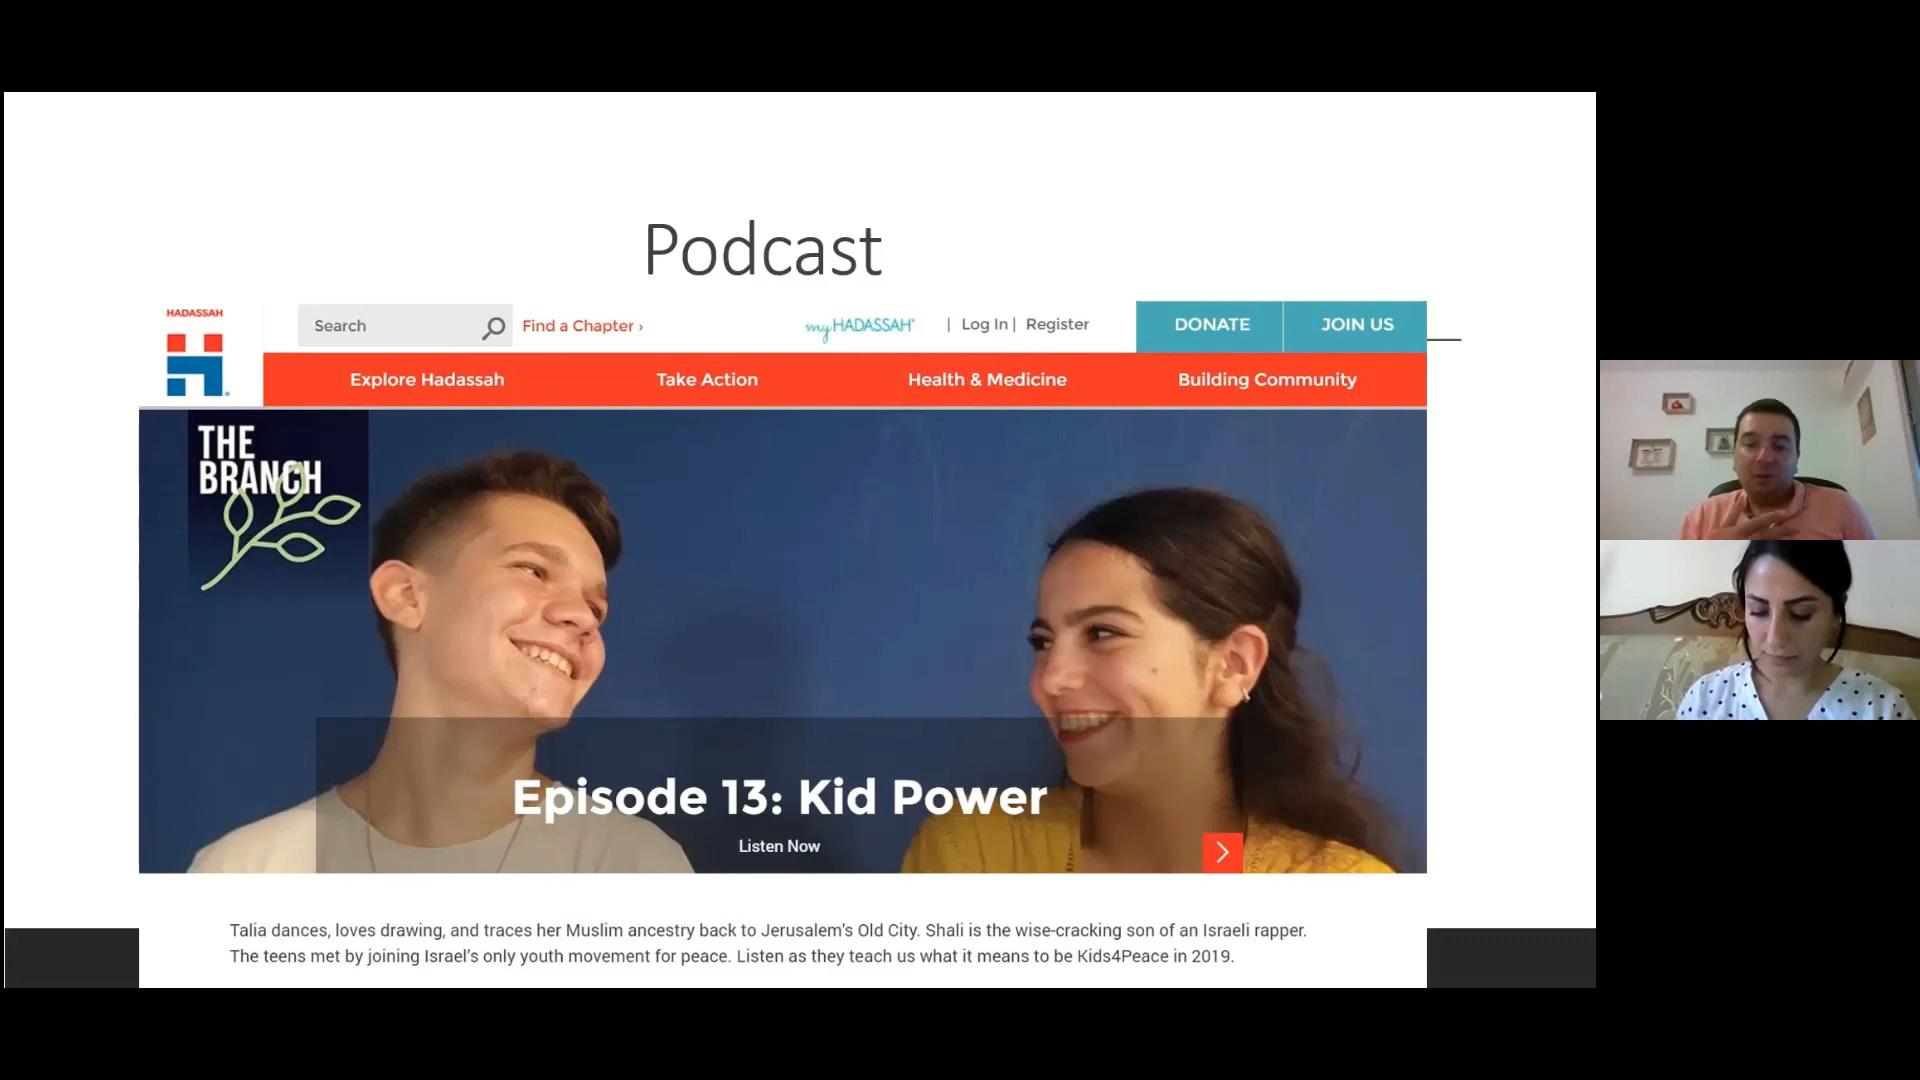 Podcast
HADASSAH
Search
Find a Chapter ›
myHADASSAH®
| Log In | Register
DONATE
JOIN US
Explore Hadassah
Take Action
Health & Medicine
Building Community
THE
BRANCH
Episode 13: Kid Power
Listen Now
Talia dances, loves drawing, and traces her Muslim ancestry back to Jerusalem's Old City. Shali is the wise-cracking son of an Israeli rapper.
The teens met by joining Israel's only youth movement for peace. Listen as they teach us what it means to be Kids4Peace in 2019.